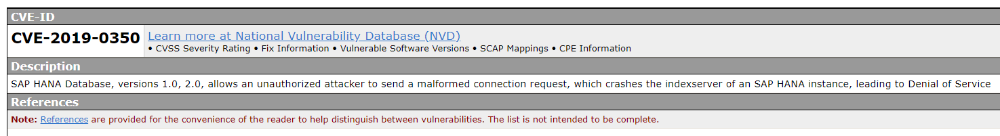 CVE-ID
CVE-2019-0350 Learn more at National Vulnerability Database (NVD)
• CVSS Severity Rating • Fix Information • Vulnerable Software Versions • SCAP Mappings • CPE Information
Description
SAP HANA Database, versions 1.0, 2.0, allows an unauthorized attacker to send a malformed connection request, which crashes the indexserver of an SAP HANA instance, leading to Denial of Service
References
Note: References are provided for the convenience of the reader to help distinguish between vulnerabilities. The list is not intended to be complete.